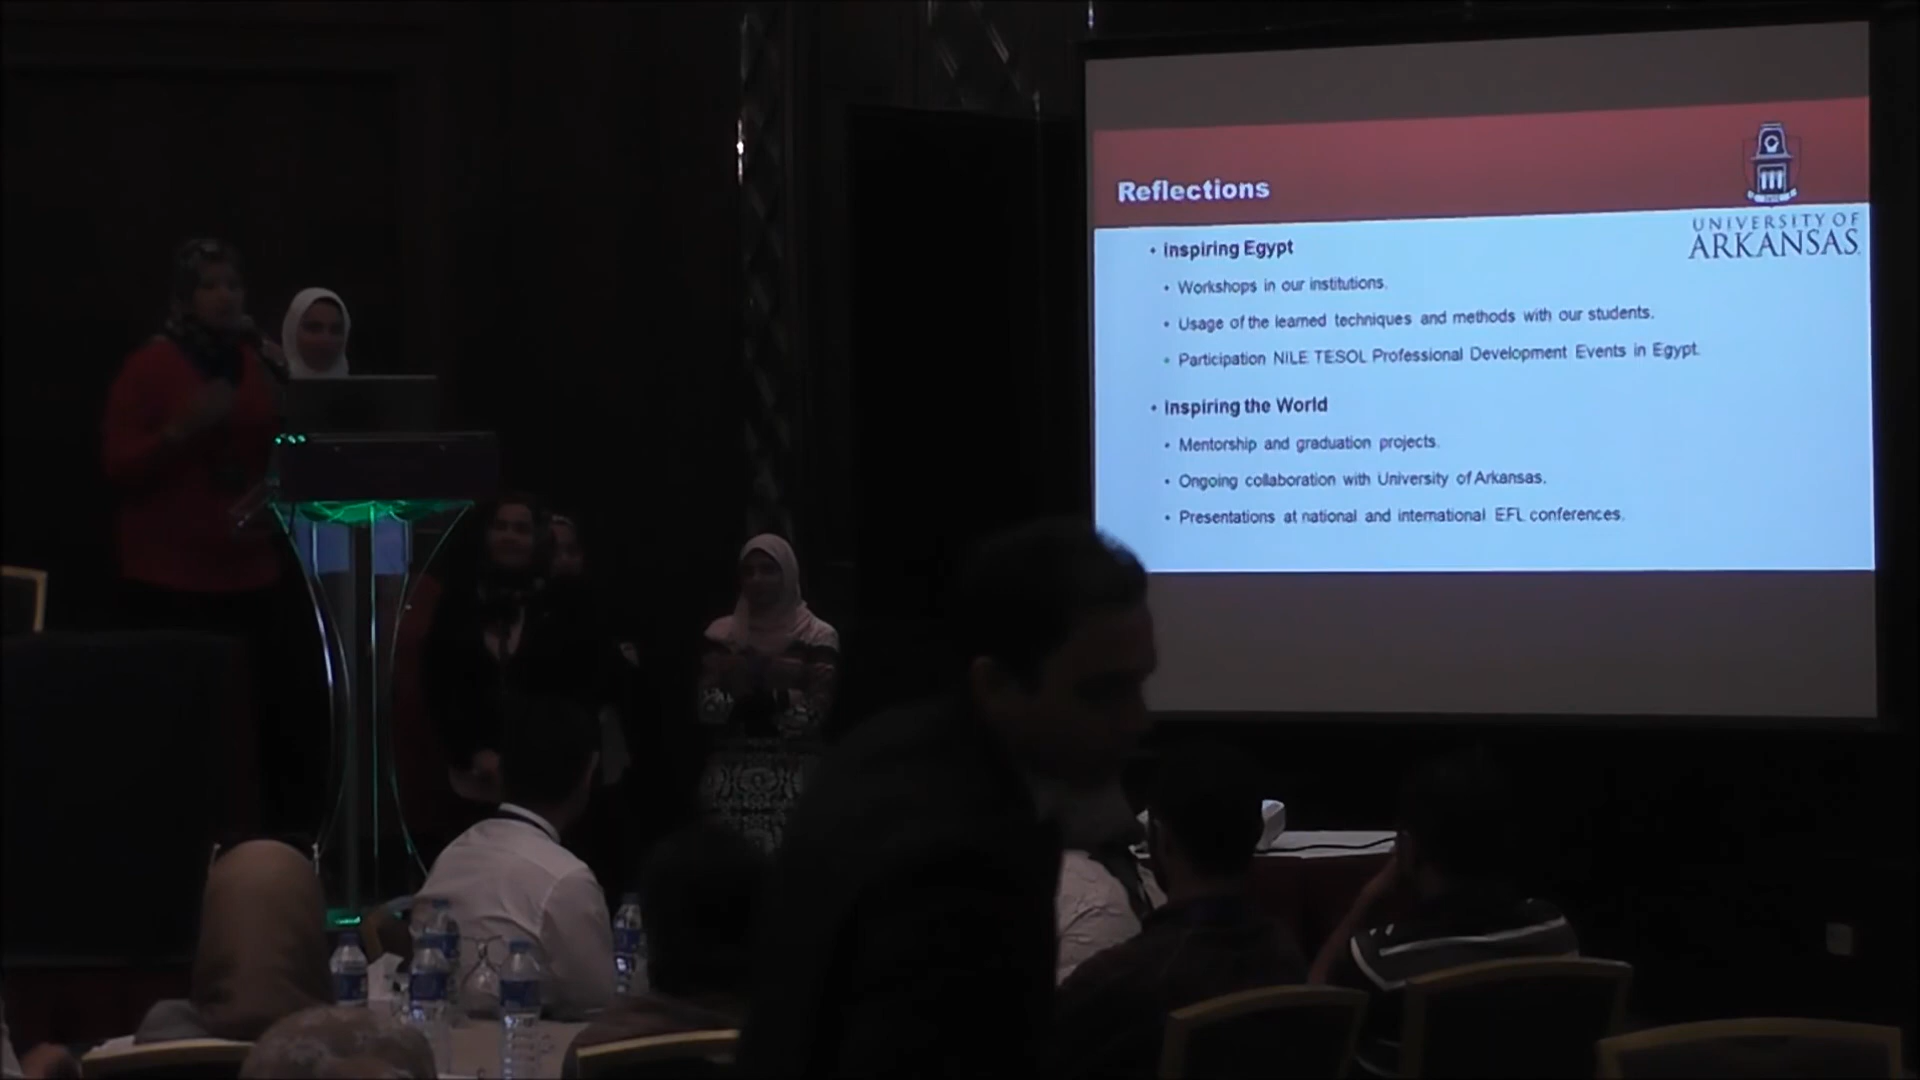 Reflections
UNIVERSITY OF
ARKANSAS
• Inspiring Egypt
• Workshops in our institutions.
• Usage of the learned techniques and methods with our students.
• Participation NILE TESOL Professional Development Events in Egypt.
• Inspiring the World
• Mentorship and graduation projects.
• Ongoing collaboration with University of Arkansas.
• Presentations at national and international EFL conferences.